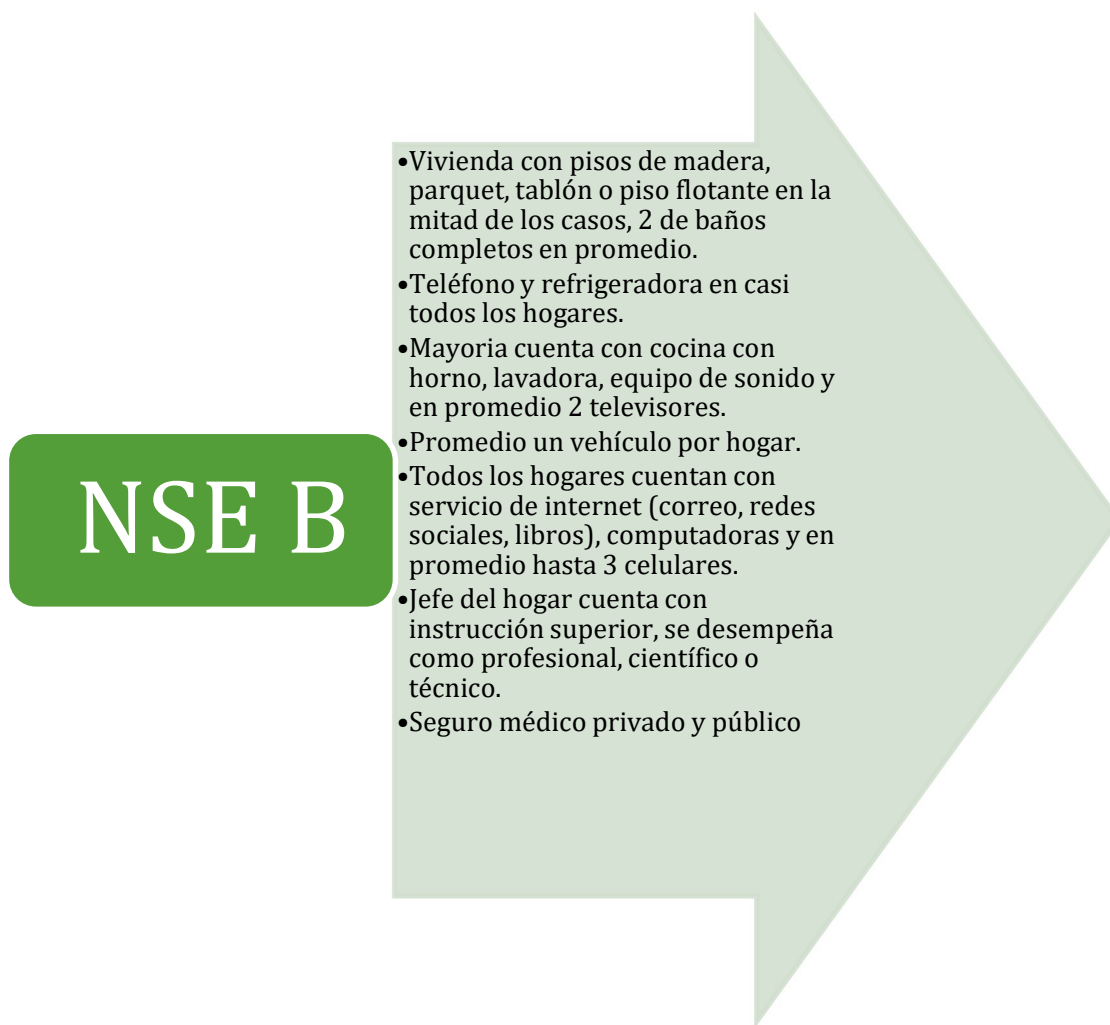 NSE B
•Vivienda con pisos de madera,
parquet, tablón o piso flotante en la
mitad de los casos, 2 de baños
completos en promedio.
•Teléfono y refrigeradora en casi
todos los hogares.
•Mayoria cuenta con cocina con
horno, lavadora, equipo de sonido y
en promedio 2 televisores.
•Promedio un vehículo por hogar.
•Todos los hogares cuentan con
servicio de internet (correo, redes
sociales, libros), computadoras y en
promedio hasta 3 celulares.
•Jefe del hogar cuenta con
instrucción superior, se desempeña
como profesional, científico o
técnico.
•Seguro médico privado y público